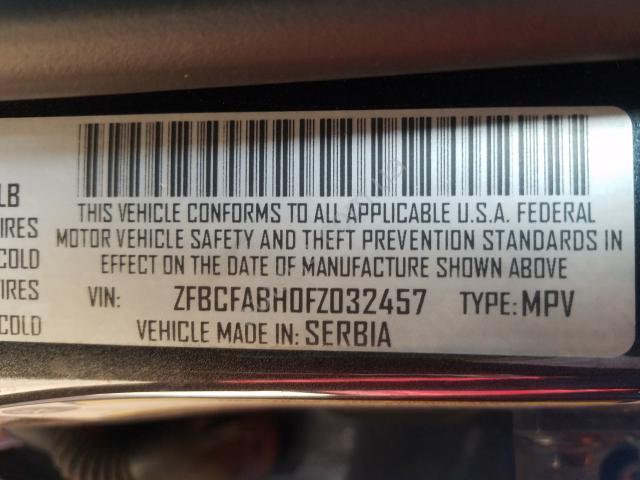 THIS VEHICLE CONFORMS TO ALL APPLICABLE U.S.A. FEDERAL
MOTOR VEHICLE SAFETY AND THEFT PREVENTION STANDARDS IN
EFFECT ON THE DATE OF MANUFACTURE SHOWN ABOVE
VIN: ZFBCFABH0FZ032457 TYPE: MPV
VEHICLE MADE IN: SERBIA
LB
IRES
COLD
IRES
COLD